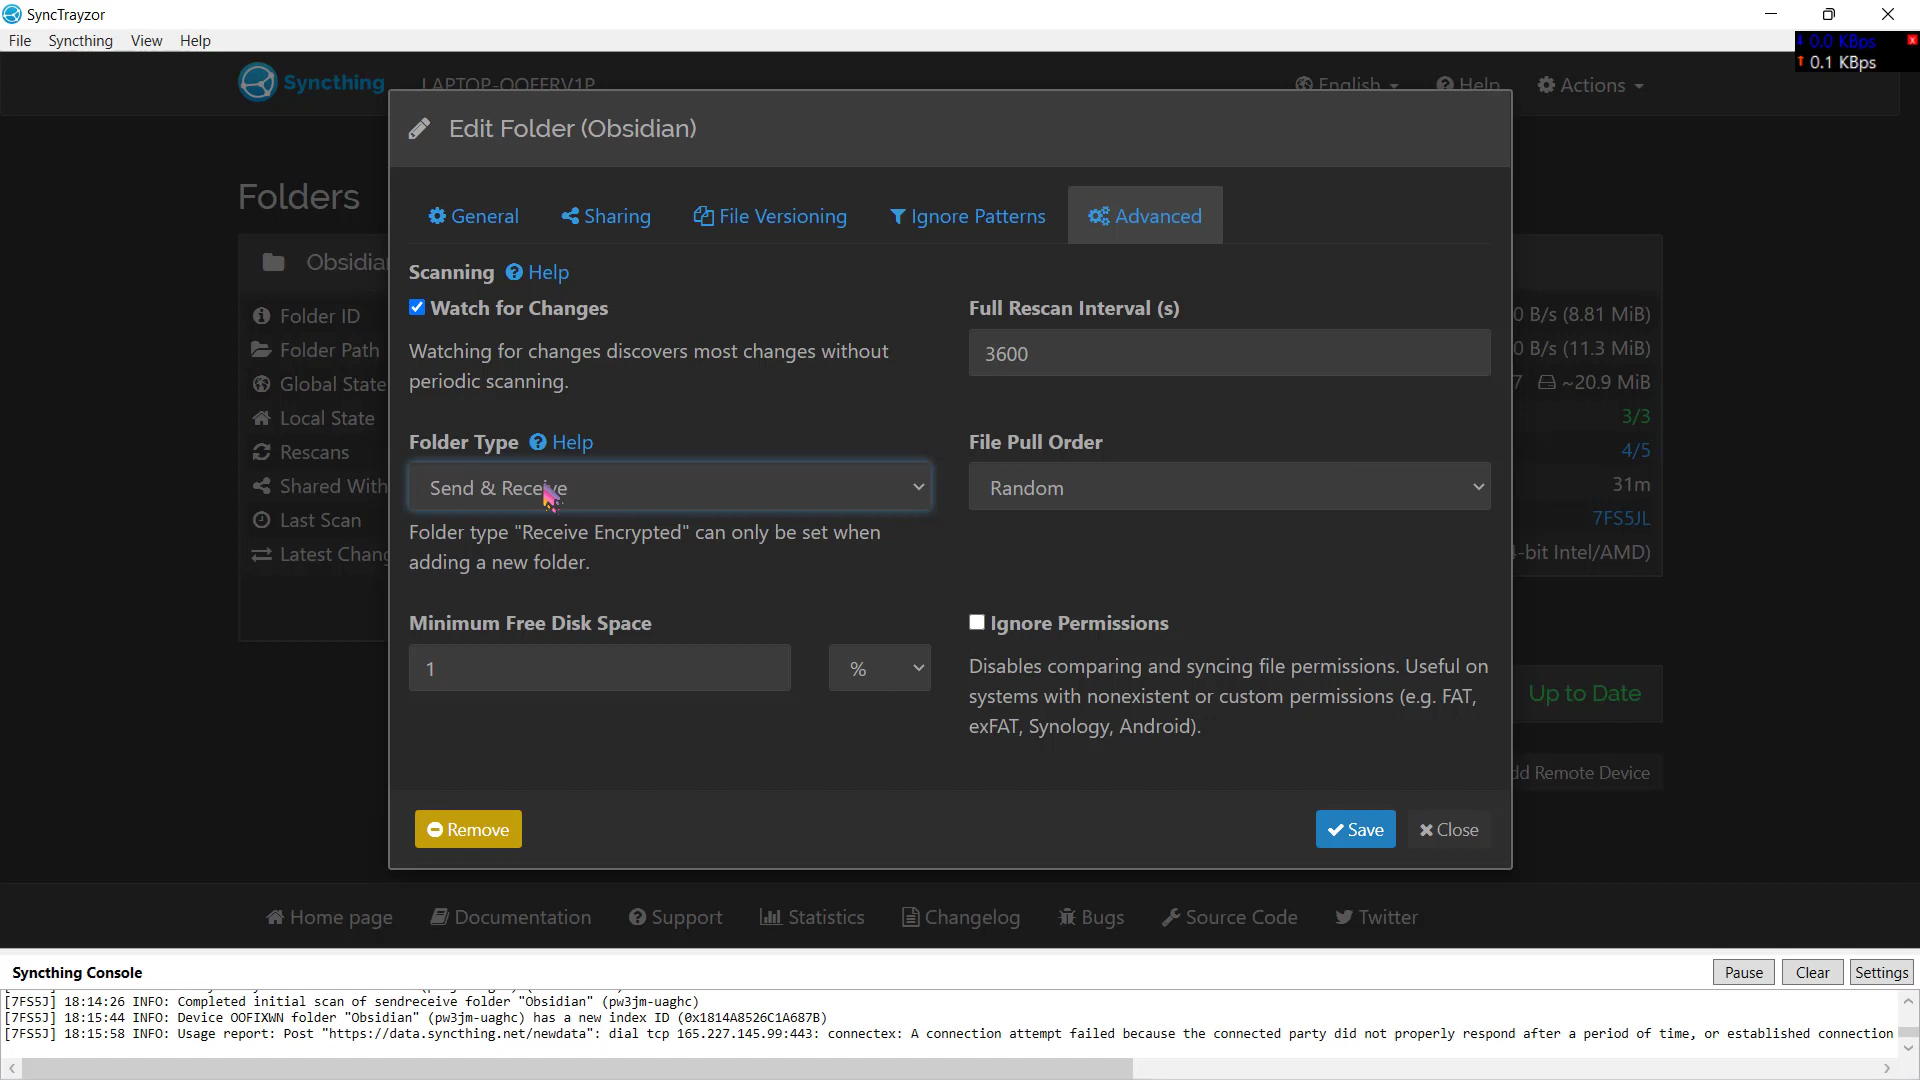 SyncTrayzor
File Syncthing View Help
0.0 KBps
0.1 KBps
Syncthing LAPTOP-OOFFRV1P English Help Actions
Edit Folder (Obsidian)
Folders
General Sharing File Versioning Ignore Patterns Advanced
Obsidian
Scanning Help
Watch for Changes
Full Rescan Interval (s)
Folder ID
0 B/s (8.81 MiB)
Watching for changes discovers most changes without
periodic scanning.
3600
Folder Path
0 B/s (11.3 MiB)
Global State
7 ~20.9 MiB
Local State
3/3
Folder Type Help
File Pull Order
Rescans
4/5
Send & Receive
Random
Shared With
31m
Last Scan
7FS5JL
Folder type "Receive Encrypted" can only be set when
adding a new folder.
Latest Chang
-bit Intel/AMD)
Minimum Free Disk Space
Ignore Permissions
1
%
Disables comparing and syncing file permissions. Useful on
systems with nonexistent or custom permissions (e.g. FAT,
exFAT, Synology, Android).
Up to Date
dd Remote Device
Remove
Save
Close
Home page Documentation Support Statistics Changelog Bugs Source Code Twitter
Syncthing Console
Pause Clear Settings
[7FS5J] 18:14:26 INFO: Completed initial scan of sendreceive folder "Obsidian" (pw3jm-uaghc)
[7FS5J] 18:15:44 INFO: Device OOFIXWN folder "Obsidian" (pw3jm-uaghc) has a new index ID (0x1814A8526C1A687B)
[7FS5J] 18:15:58 INFO: Usage report: Post "https://data.syncthing.net/newdata": dial tcp 165.227.145.99:443: connectex: A connection attempt failed because the connected party did not properly respond after a period of time, or established connection